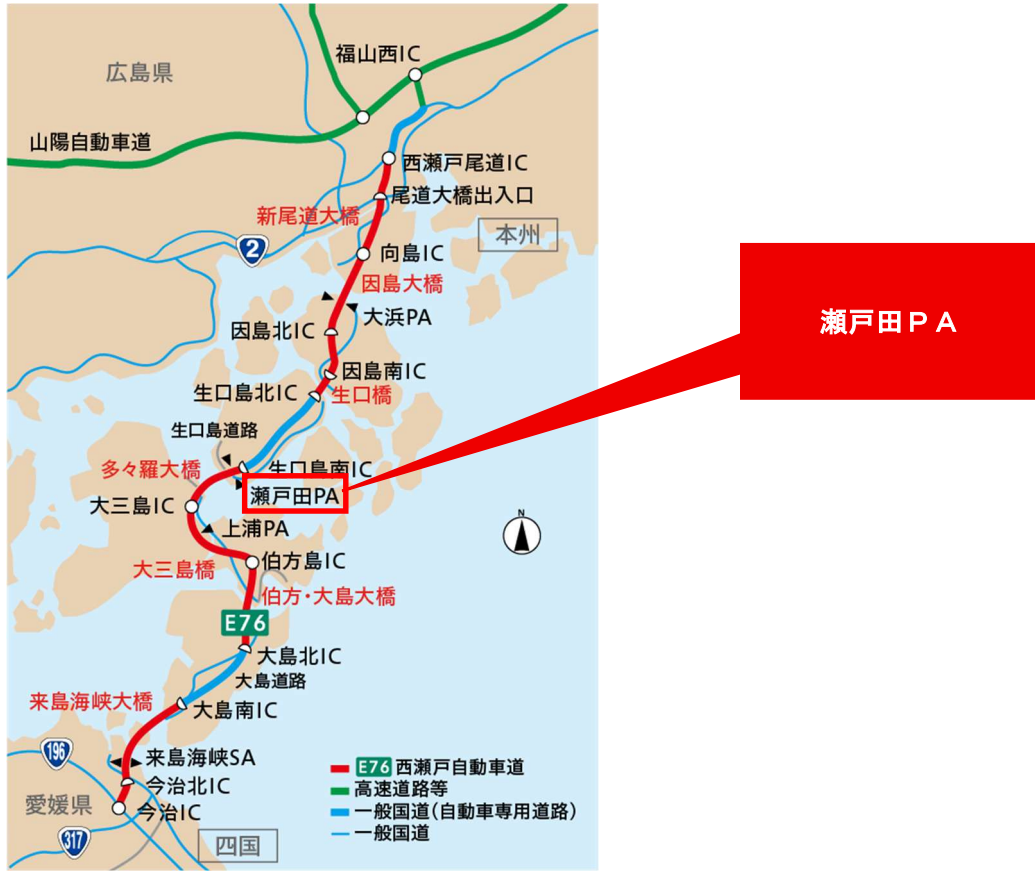 福山西IC
広島県
山陽自動車道
西瀬戸尾道IC
尾道大橋出入口
新尾道大橋
本州
2
向島IC
因島大橋
大浜PA
瀬戸田ＰＡ
因島北IC
因島南IC
生口島北IC
生口橋
生口島道路
多々羅大橋
生口島南IC
瀬戸田PA
大三島IC
上浦PA
N
大三島橋
伯方島IC
伯方・大島大橋
E76
大島北IC
大島道路
来島海峡大橋
大島南IC
196
来島海峡SA
今治北IC
愛媛県
今治IC
317
四国
E76 西瀬戸自動車道
高速道路等
一般国道(自動車専用道路)
一般国道